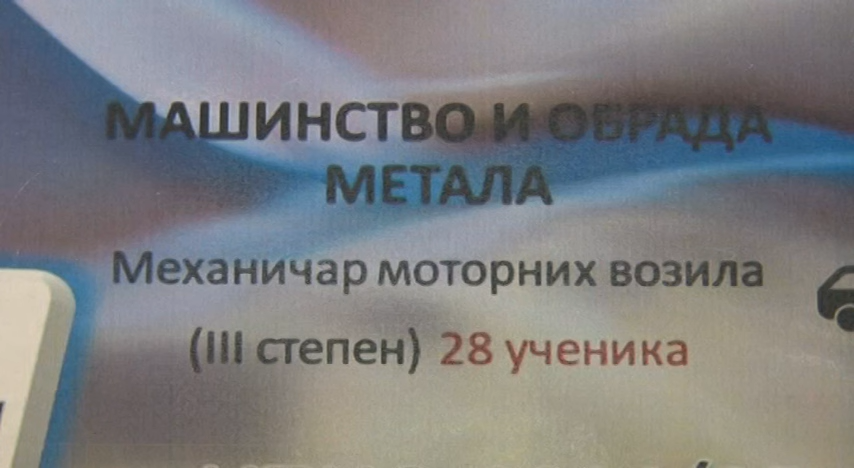 МАШИНСТВО И ОБРАДА
МЕТАЛА
Механичар моторних возила
(III степен) 28 ученика